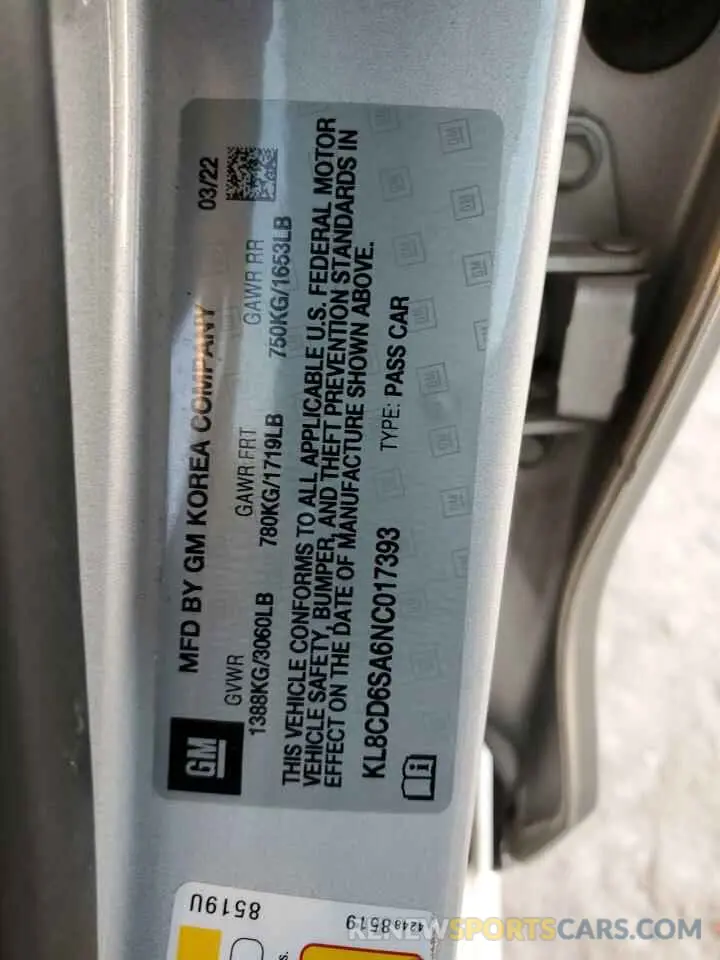 MFD BY GM KOREA COMPANY 03/22
GVWR GAWR FRT GAWR RR
1388KG/3060LB 780KG/1719LB 750KG/1653LB
THIS VEHICLE CONFORMS TO ALL APPLICABLE U.S. FEDERAL MOTOR
VEHICLE SAFETY, BUMPER, AND THEFT PREVENTION STANDARDS IN
EFFECT ON THE DATE OF MANUFACTURE SHOWN ABOVE.
KL8CD6SA6NC017393 TYPE: PASS CAR
GM
8519U
42488519
RENEWSPORTSCARS.COM